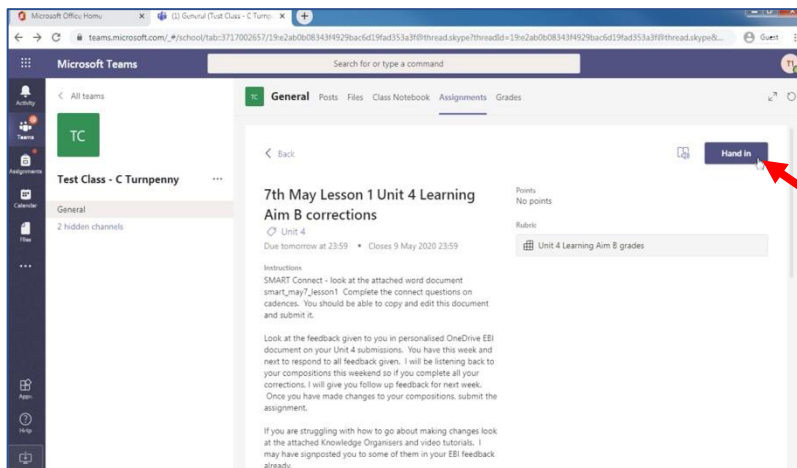 Microsoft Office Home
(1) General (Test Class - C Turnp
teams.microsoft.com/_#/school/tab:
Guest
Microsoft Teams
Search for or type a command
TL
Activity
Teams
Assignments
Calendar
Files
Apps
Help
All teams
TC
Test Class - C Turnpenny
General
2 hidden channels
TC General Posts Files Class Notebook Assignments Grades
Back
Hand in
7th May Lesson 1 Unit 4 Learning
Aim B corrections
Unit 4
Due tomorrow at 23:59 • Closes 9 May 2020 23:59
Instructions
SMART Connect - look at the attached word document
smart_may7_lesson1 Complete the connect questions on
cadences. You should be able to copy and edit this document
and submit it.
Look at the feedback given to you in personalised OneDrive EBI
document on your Unit 4 submissions. You have this week and
next to respond to all feedback given. I will be listening back to
your compositions this weekend so if you complete all your
corrections, I will give you follow up feedback for next week.
Once you have made changes to your compositions, submit the
assignment.
If you are struggling with how to go about making changes look
at the attached Knowledge Organisers and video tutorials. I
may have signposted you to some of them in your EBI feedback
already.
Points
No points
Rubric
Unit 4 Learning Aim B grades